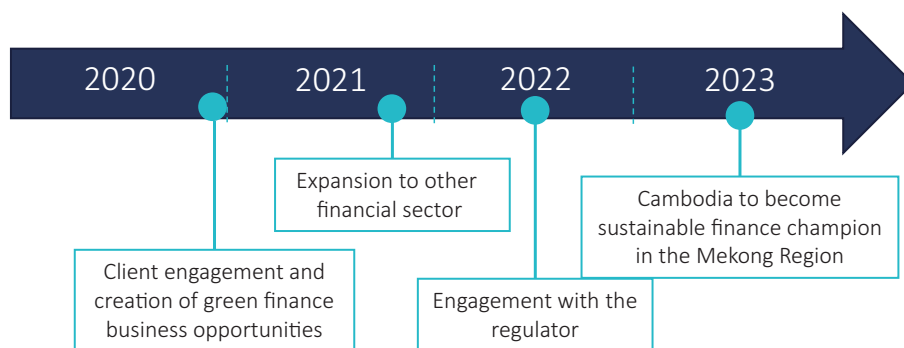 2020
2021
2022
2023
Client engagement and
creation of green finance
business opportunities
Expansion to other
financial sector
Engagement with the
regulator
Cambodia to become
sustainable finance champion
in the Mekong Region